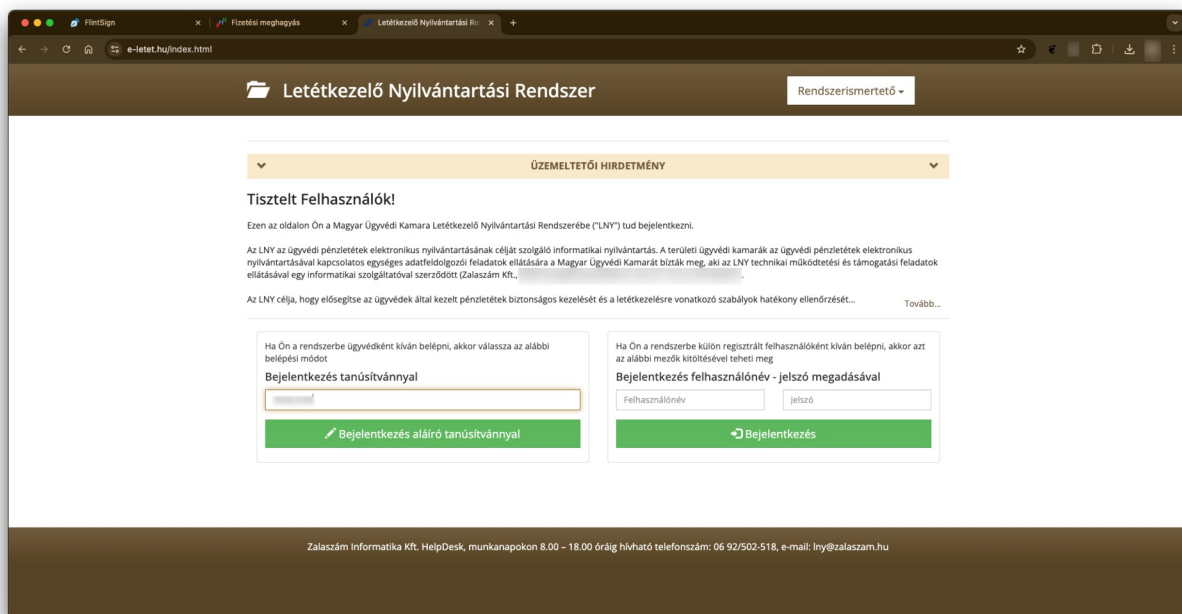 FlintSign
Fizetési meghagyás
Letétkezelő Nyilvántartási Re
e-letet.hu/index.html
Letétkezelő Nyilvántartási Rendszer
Rendszerismertető
ÜZEMELTETŐI HIRDETMÉNY
Tisztelt Felhasználók!
Ezen az oldalon Ön a Magyar Ügyvédi Kamara Letétkezelő Nyilvántartási Rendszerébe ("LNY") tud bejelentkezni.
Az LNY az ügyvédi pénzletétek elektronikus nyilvántartásának célját szolgáló informatikai nyilvántartás. A területi ügyvédi kamarák az ügyvédi pénzletétek elektronikus
nyilvántartásával kapcsolatos egységes adatfeldolgozói feladatok ellátására a Magyar Ügyvédi Kamarát bízták meg, aki az LNY technikai működtetési és támogatási feladatok
ellátásával egy informatikai szolgáltatóval szerződött (Zalaszám Kft.,
Az LNY célja, hogy elősegítse az ügyvédek által kezelt pénzletétek biztonságos kezelését és a letétkezelésre vonatkozó szabályok hatékony ellenőrzését...
Tovább...
Ha Ön a rendszerbe ügyvédként kíván belépni, akkor válassza az alábbi
belépési módot
Bejelentkezés tanúsítvánnyal
Bejelentkezés aláíró tanúsítvánnyal
Ha Ön a rendszerbe külön regisztrált felhasználóként kíván belépni, akkor azt
az alábbi mezők kitöltésével teheti meg
Bejelentkezés felhasználónév - jelszó megadásával
Felhasználónév
Jelszó
Bejelentkezés
Zalaszám Informatika Kft. HelpDesk, munkanapokon 8.00 – 18.00 óráig hívható telefonszám: 06 92/502-518, e-mail: lny@zalaszam.hu